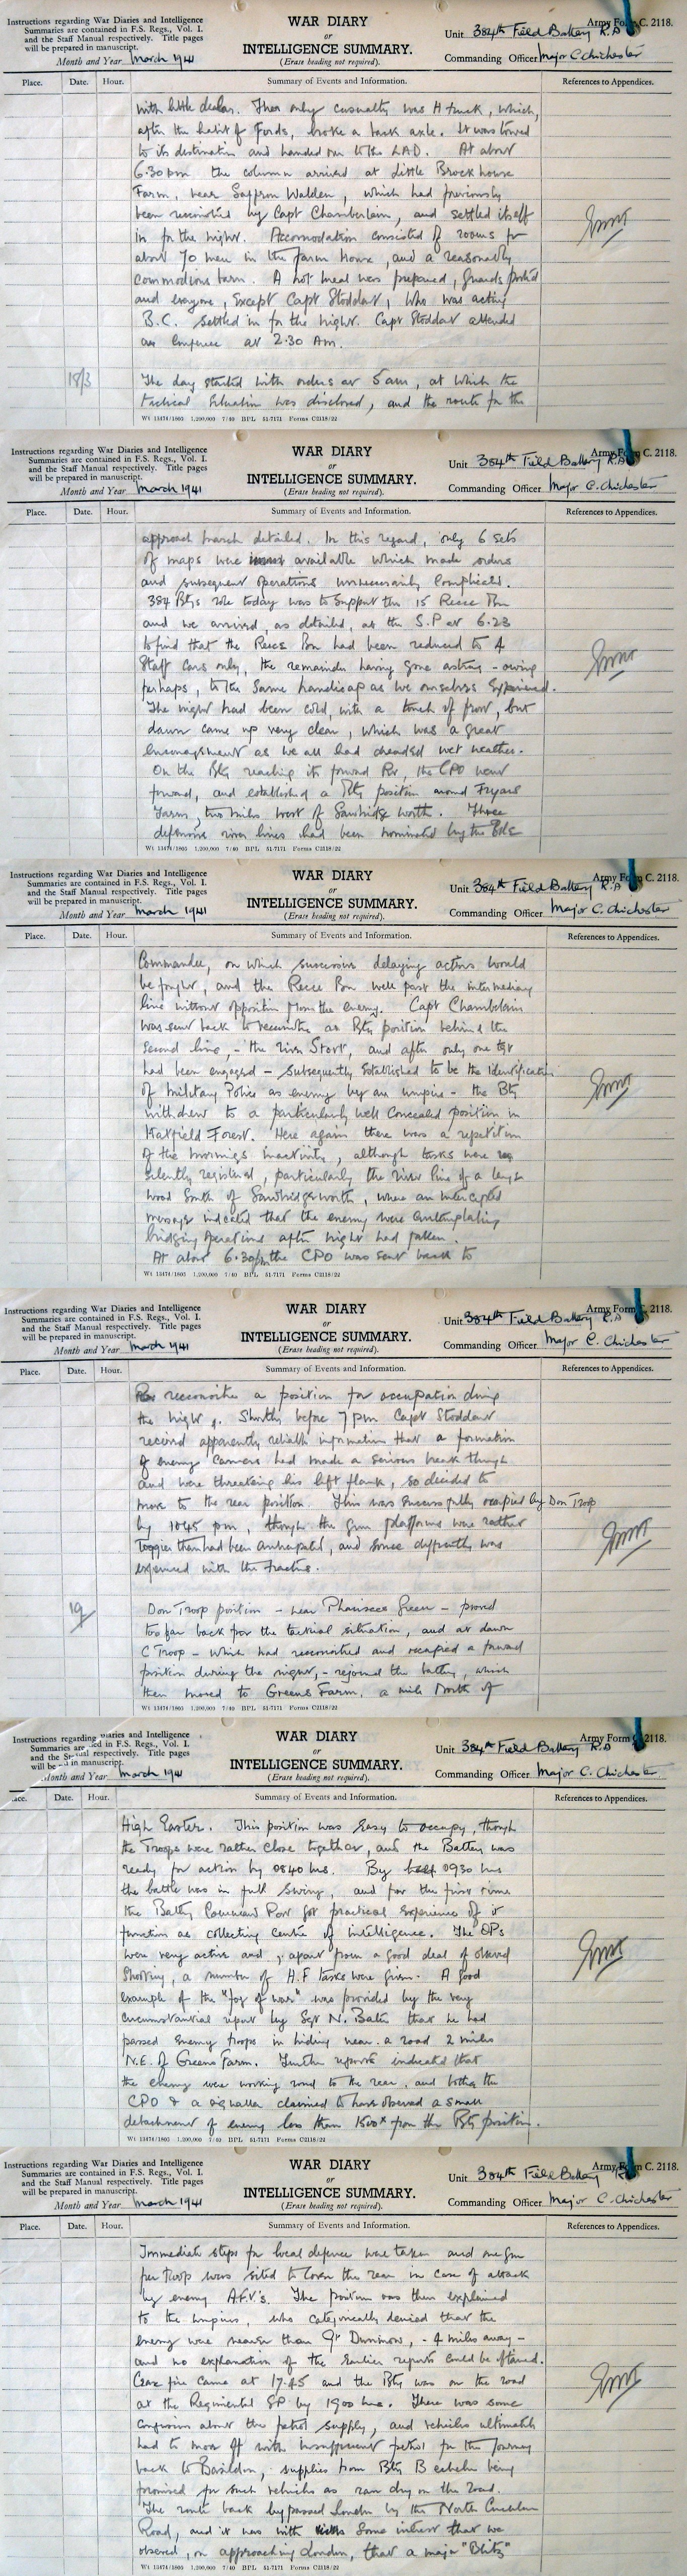 Instructions regarding War Diaries and Intelligence
Summaries are contained in F.S. Regs., Vol. I.
and the Staff Manual respectively. Title pages
will be prepared in manuscript.
Month and Year March 1941
WAR DIARY
or
INTELLIGENCE SUMMARY.
(Erase heading not required).
Army Form C. 2118.
Unit 384th Field Battery R.A
Commanding Officer Major C. Chichester
Place. Date. Hour. Summary of Events and Information. References to Appendices.
with little delay. Then only casualty was H truck, which,
after the habit of Fords, broke a back axle. It was towed
to its destination and handed over to the LAD. At about
6.30 pm the column arrived at Little Brockhouse
Farm, near Saffron Walden, which had previously
been reconnoitred by Capt Chamberlain, and settled itself
in for the night. Accomodation consisted of rooms for
about 70 men in the farm house, and a reasonably
commodious barn. A hot meal was prepared, guards posted
and everyone, except Capt Stoddart, who was acting
B.C. settled in for the night. Capt Stoddart attended
a conference at 2.30 Am.
18/3 The day started with orders at 5am, at which the
tactical situation was disclosed, and the route for the
Wt 13474/1805 1,200,000 7/40 BPL 51-7171 Forms C2118/22
Instructions regarding War Diaries and Intelligence
Summaries are contained in F.S. Regs., Vol. I.
and the Staff Manual respectively. Title pages
will be prepared in manuscript.
Month and Year March 1941
WAR DIARY
or
INTELLIGENCE SUMMARY.
(Erase heading not required).
Army Form C. 2118.
Unit 384th Field Battery R.A
Commanding Officer Major C. Chichester
Place. Date. Hour. Summary of Events and Information. References to Appendices.
approach march detailed. In this regard, only 6 sets
of maps were available which made orders
and subsequent operations unnecessarily complicated.
384 Btys role today was to support the 15 Recce Bn
and we arrived, as detailed, at the S.P at 6.23
to find that the Recce Bn had been reduced to 4
Staff cars only, the remainder having gone astray - owing
perhaps, to the same handicap as we ourselves experienced.
The night had been cold, with a touch of frost, but
dawn came up very clear, which was a great
encouragement as we all had dreaded wet weather.
On the Bty reaching its forward RV, the CPO went
forward, and established a Bty position around Fryars
Farm, two miles west of Sawbridgeworth. Three
defensive river lines had been nominated by the Bde
Wt 13474/1805 1,200,000 7/40 BPL 51-7171 Forms C2118/22
Instructions regarding War Diaries and Intelligence
Summaries are contained in F.S. Regs., Vol. I.
and the Staff Manual respectively. Title pages
will be prepared in manuscript.
Month and Year March 1941
WAR DIARY
or
INTELLIGENCE SUMMARY.
(Erase heading not required).
Army Form C. 2118.
Unit 384th Field Battery R.A
Commanding Officer Major C. Chichester
Place. Date. Hour. Summary of Events and Information. References to Appendices.
Commander, on which successive delaying actions would
be fought, and the Recce Bn well past the intermediary
line without opposition from the enemy. Capt Chamberlain
was sent back to reconnoitre a Bty position behind the
second line, - the river Stort, and after only one tgt
had been engaged - subsequently established to be the identification
of Military Police as enemy by an umpire - the Bty
withdrew to a particularly well concealed position in
Hatfield Forest. Here again there was a repetition
of the mornings inactivity, although tasks were
silently registered, particularly the river line of a large
wood South of Sawbridgeworth, where an intercepted
message indicated that the enemy were contemplating
bridging operations after night had fallen.
At about 6.30pm the CPO was sent back to
Wt 13474/1805 1,200,000 7/40 BPL 51-7171 Forms C2118/22
Instructions regarding War Diaries and Intelligence
Summaries are contained in F.S. Regs., Vol. I.
and the Staff Manual respectively. Title pages
will be prepared in manuscript.
Month and Year March 1941
WAR DIARY
or
INTELLIGENCE SUMMARY.
(Erase heading not required).
Army Form C. 2118.
Unit 384th Field Battery R.A
Commanding Officer Major C. Chichester
Place. Date. Hour. Summary of Events and Information. References to Appendices.
reconnoitre a position for occupation during
the night. Shortly before 7pm Capt Stoddart
received apparently reliable information that a formation
of enemy carriers had made a serious break though
and were threatening his left flank, so decided to
move to the rear position. This was successfully occupied by Don Troop
by 1045 pm, though the gun platforms were rather
boggier than had been anticipated, and some difficulty was
experienced with the tractors.
19/ Don Troop position - near Pharisees Green - proved
too far back for the tactical situation, and at dawn
C Troop - which had reconnoitred and occupied a forward
position during the night, - rejoined the battery, which
then moved to Greens Farm, a mile North of
Wt 13474/1805 1,200,000 7/40 BPL 51-7171 Forms C2118/22
Instructions regarding War Diaries and Intelligence
Summaries are contained in F.S. Regs., Vol. I.
and the Staff Manual respectively. Title pages
will be in manuscript.
Month and Year March 1941
WAR DIARY
or
INTELLIGENCE SUMMARY.
(Erase heading not required).
Army Form C. 2118.
Unit 384th Field Battery R.A
Commanding Officer Major C. Chichester
Place. Date. Hour. Summary of Events and Information. References to Appendices.
High Easter. This position was easy to occupy, though
the Troops were rather close together, and the Battery was
ready for action by 0840 hrs. By 0930 hrs
the battle was in full swing, and for the first time
the Battery Command Post got practical experience of its
function as collecting centre of intelligence. The OPs
were very active and, apart from a good deal of observed
shooting, a number of H.F tasks were given. A good
example of the "fog of war" was provided by the very
circumstantial report by Sgt N. Bath that he had
passed enemy troops in hiding near a road 2 miles
N.E. of Greens Farm. Further reports indicated that
the enemy were working round to the rear, and both the
CPO & a signaller claimed to have observed a small
detachment of enemy less than 1500x from the Bty position.
Wt 13474/1805 1,200,000 7/40 BPL 51-7171 Forms C2118/22
Instructions regarding War Diaries and Intelligence
Summaries are contained in F.S. Regs., Vol. I.
and the Staff Manual respectively. Title pages
will be prepared in manuscript.
Month and Year March 1941
WAR DIARY
or
INTELLIGENCE SUMMARY.
(Erase heading not required).
Army Form C. 2118.
Unit 384th Field Battery R.A
Commanding Officer Major C. Chichester
Place. Date. Hour. Summary of Events and Information. References to Appendices.
Immediate steps for local defence were taken and one gun
per troop was sited to cover the rear in case of attack
by enemy A.F.V's. The position was then explained
to the umpires, who categorically denied that the
enemy were nearer than Gt Dunmow, - 4 miles away -
and no explanation of the earlier reports could be obtained.
Cease fire came at 17.45 and the Bty was on the road
at the Regimental SP by 1900 hrs. There was some
confusion about the petrol supply, and vehicles ultimately
had to move off with insufficient petrol for the journey
back to Basildon, supplies from Bty B echelon being
promised for such vehicles as ran dry on the road.
The route back bypassed London by the North Circular
Road, and it was with some interest that we
observed, on approaching London, that a major "Blitz"
Wt 13474/1805 1,200,000 7/40 BPL 51-7171 Forms C2118/22